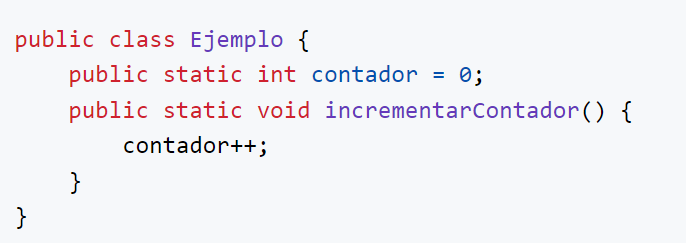 public class Ejemplo {
    public static int contador = 0;
    public static void incrementarContador() {
        contador++;
    }
}